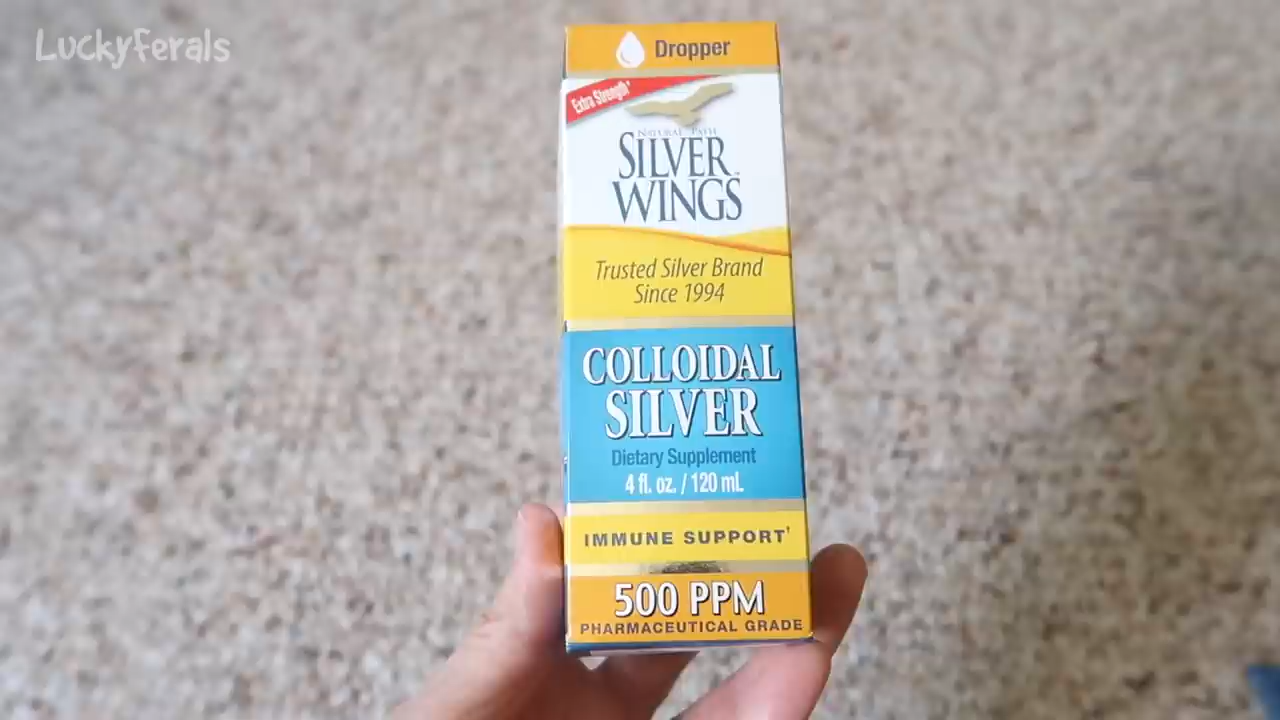 LuckyFerals
Dropper
Extra Strength*
NATURAL PATH
SILVER
WINGS™
Trusted Silver Brand
Since 1994
COLLOIDAL
SILVER
Dietary Supplement
4 fl. oz. / 120 mL
IMMUNE SUPPORT†
500 PPM
PHARMACEUTICAL GRADE